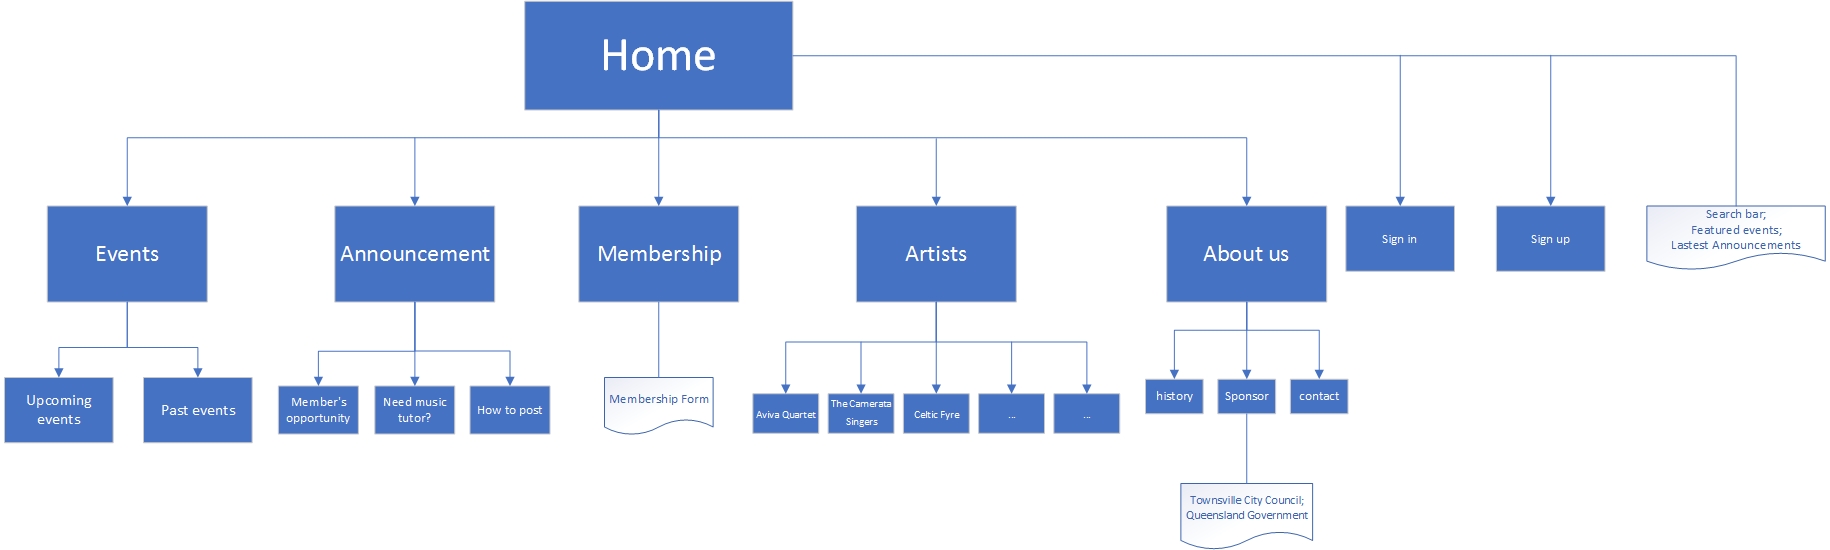 Home
Events
Announcement
Membership
Artists
About us
Sign in
Sign up
Search bar;
Featured events;
Lastest Announcements
Upcoming
events
Past events
Member's
opportunity
Need music
tutor?
How to post
Membership Form
Aviva Quartet
The Camerata
Singers
Celtic Fyre
...
...
history
Sponsor
contact
Townsville City Council;
Queensland Government